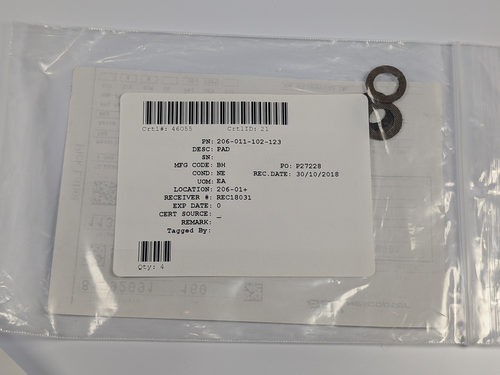 Crtl#: 46055 CrtlID: 21
PN: 206-011-102-123
DESC: PAD
SN:
MFG CODE: BH PO: P27228
COND: NE REC.DATE: 30/10/2018
UOM: EA
LOCATION: 206-01+
RECEIVER #: REC18031
EXP DATE: 0
CERT SOURCE: _
REMARK:
Tagged By:
Qty: 4